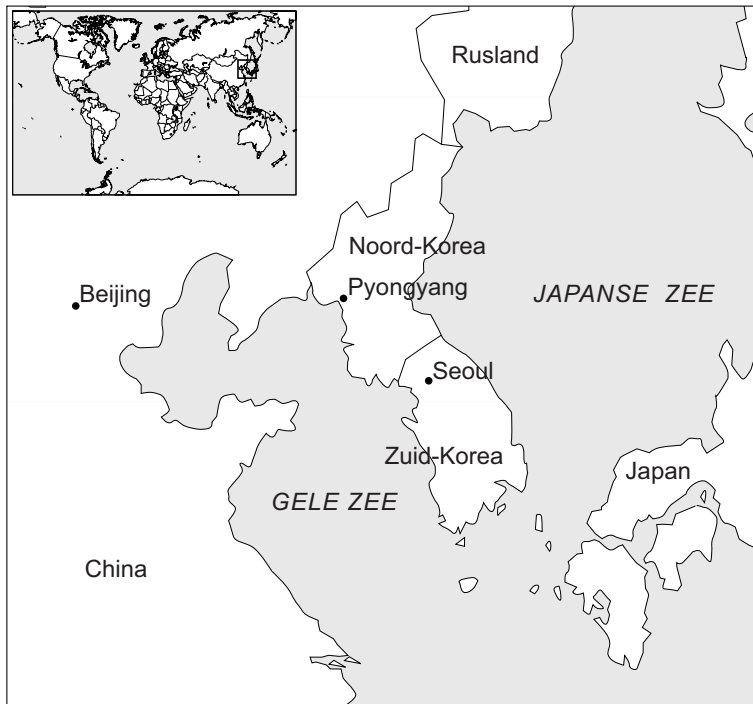 Rusland
Noord-Korea
Beijing
Pyongyang
JAPANSE ZEE
Seoul
Zuid-Korea
Japan
GELE ZEE
China